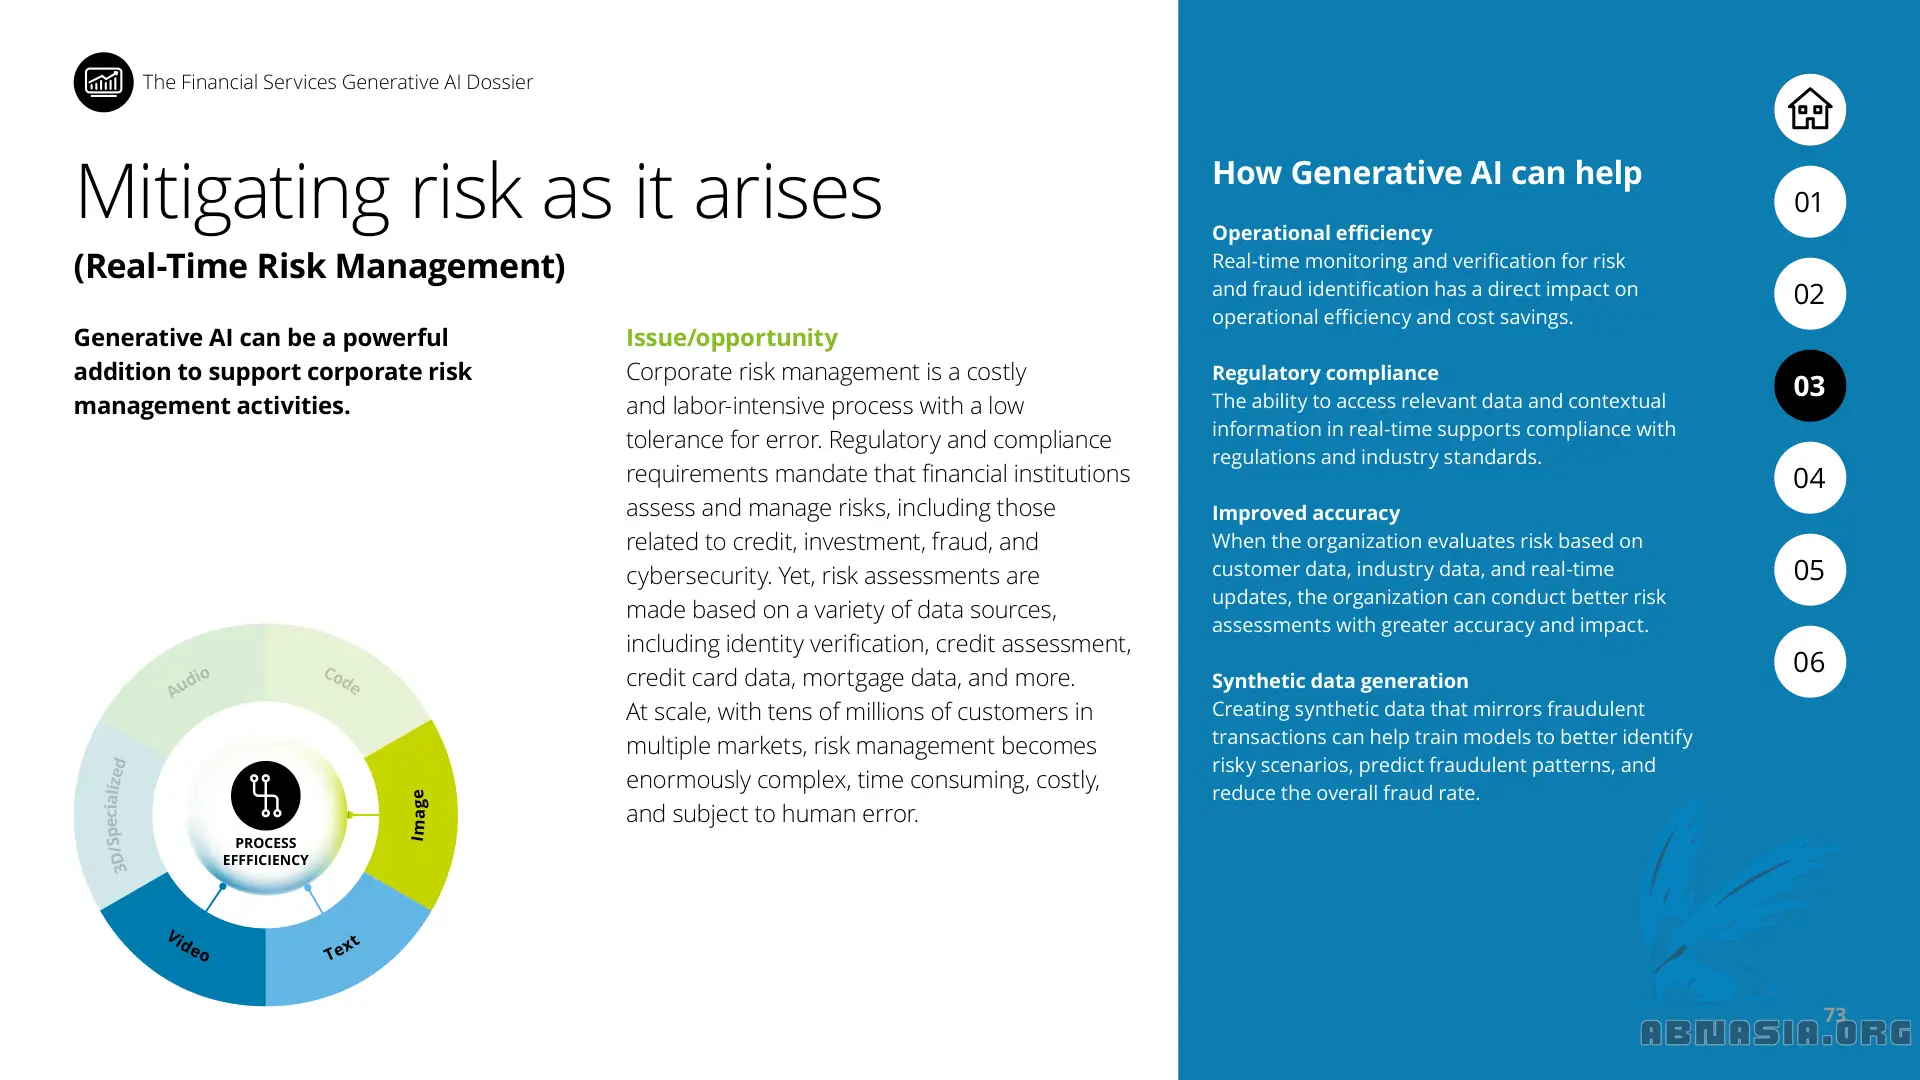 The Financial Services Generative AI Dossier
Mitigating risk as it arises
(Real-Time Risk Management)
Generative AI can be a powerful
addition to support corporate risk
management activities.
Audio
Code
3D/Specialized
Image
PROCESS
EFFFICIENCY
Video
Text
Issue/opportunity
Corporate risk management is a costly
and labor-intensive process with a low
tolerance for error. Regulatory and compliance
requirements mandate that financial institutions
assess and manage risks, including those
related to credit, investment, fraud, and
cybersecurity. Yet, risk assessments are
made based on a variety of data sources,
including identity verification, credit assessment,
credit card data, mortgage data, and more.
At scale, with tens of millions of customers in
multiple markets, risk management becomes
enormously complex, time consuming, costly,
and subject to human error.
How Generative AI can help
Operational efficiency
Real-time monitoring and verification for risk
and fraud identification has a direct impact on
operational efficiency and cost savings.
Regulatory compliance
The ability to access relevant data and contextual
information in real-time supports compliance with
regulations and industry standards.
Improved accuracy
When the organization evaluates risk based on
customer data, industry data, and real-time
updates, the organization can conduct better risk
assessments with greater accuracy and impact.
Synthetic data generation
Creating synthetic data that mirrors fraudulent
transactions can help train models to better identify
risky scenarios, predict fraudulent patterns, and
reduce the overall fraud rate.
01
02
03
04
05
06
73
ABNASIA.ORG